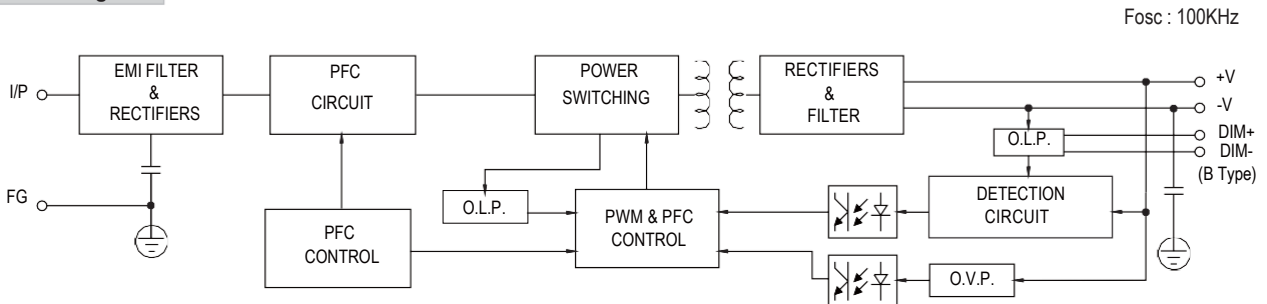 Fosc : 100KHz
EMI FILTER
&
RECTIFIERS
PFC
CIRCUIT
POWER
SWITCHING
RECTIFIERS
&
FILTER
I/P
+V
-V
O.L.P.
DIM+
DIM-
(B Type)
FG
O.L.P.
PFC
CONTROL
PWM & PFC
CONTROL
DETECTION
CIRCUIT
O.V.P.